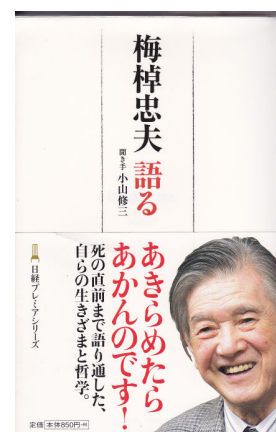 梅棹忠夫 語る
聞き手 小山修三
あきらめたら
あかんのです!
死の直前まで語り通した、
自らの生きざまと哲学。
日経プレミアシリーズ
定価 本体850円 +税